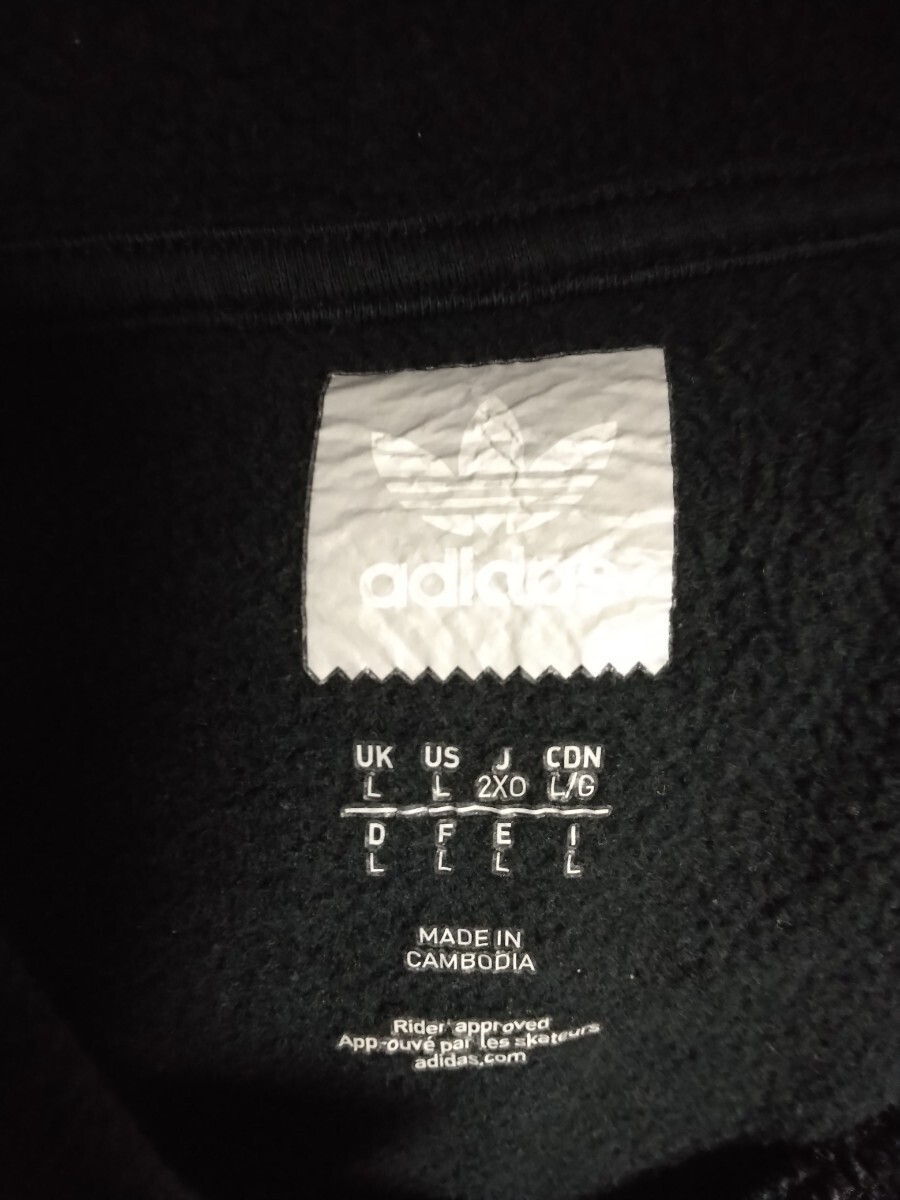 adidas
UK US J CDN
L L 2XO L/G
D F E I
L L L L
MADE IN
CAMBODIA
Rider approved
Approuvé par les skateurs
adidas.com